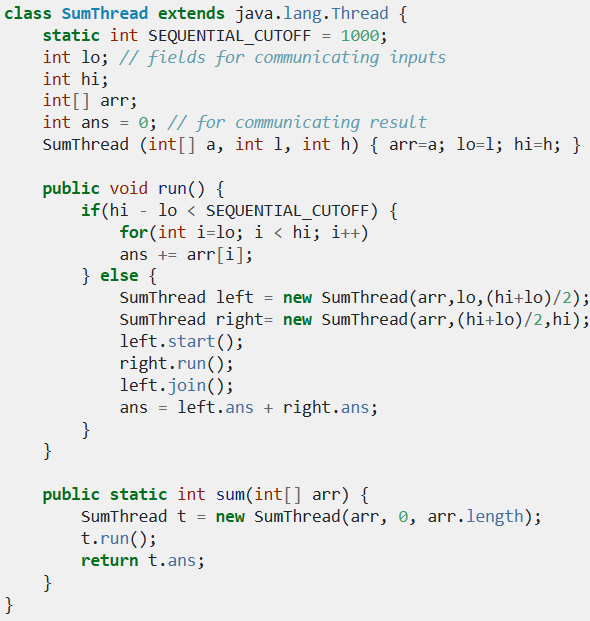 class SumThread extends java.lang.Thread {
    static int SEQUENTIAL_CUTOFF = 1000;
    int lo; // fields for communicating inputs
    int hi;
    int[] arr;
    int ans = 0; // for communicating result
    SumThread (int[] a, int l, int h) { arr=a; lo=l; hi=h; }

    public void run() {
        if(hi - lo < SEQUENTIAL_CUTOFF) {
            for(int i=lo; i < hi; i++)
            ans += arr[i];
        } else {
            SumThread left = new SumThread(arr,lo,(hi+lo)/2);
            SumThread right= new SumThread(arr,(hi+lo)/2,hi);
            left.start();
            right.run();
            left.join();
            ans = left.ans + right.ans;
        }
    }

    public static int sum(int[] arr) {
        SumThread t = new SumThread(arr, 0, arr.length);
        t.run();
        return t.ans;
    }
}